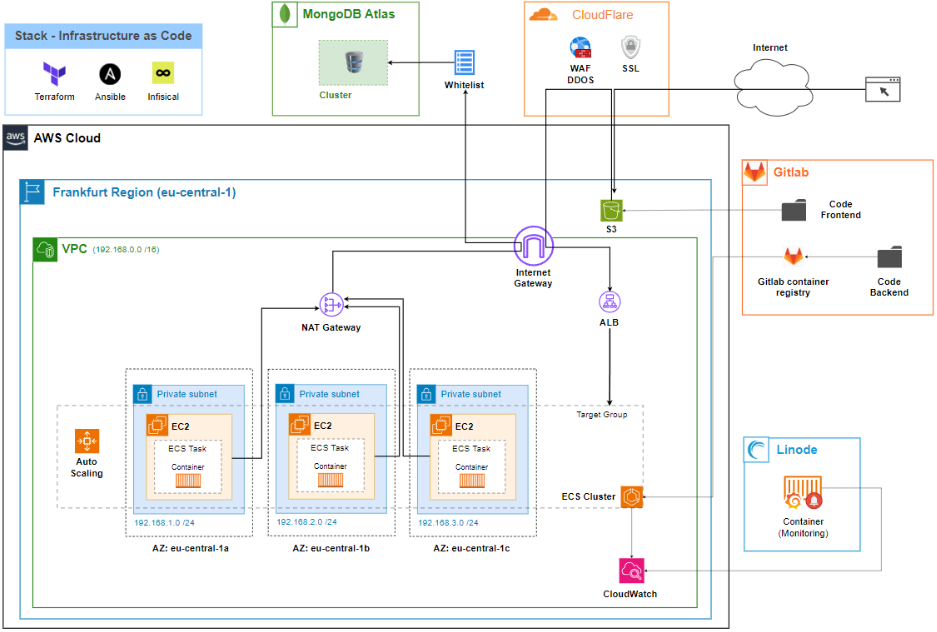 Stack - Infrastructure as Code
Terraform
Ansible
Infisical
MongoDB Atlas
Cluster
Whitelist
CloudFlare
WAF
DDOS
SSL
Internet
aws
AWS Cloud
Frankfurt Region (eu-central-1)
VPC (192.168.0.0 /16)
S3
Internet
Gateway
NAT Gateway
ALB
Target Group
Auto
Scaling
Private subnet
EC2
ECS Task
Container
192.168.1.0 /24
AZ: eu-central-1a
Private subnet
EC2
ECS Task
Container
192.168.2.0 /24
AZ: eu-central-1b
Private subnet
EC2
ECS Task
Container
192.168.3.0 /24
AZ: eu-central-1c
ECS Cluster
CloudWatch
Gitlab
Code
Frontend
Gitlab container
registry
Code
Backend
Linode
Container
(Monitoring)